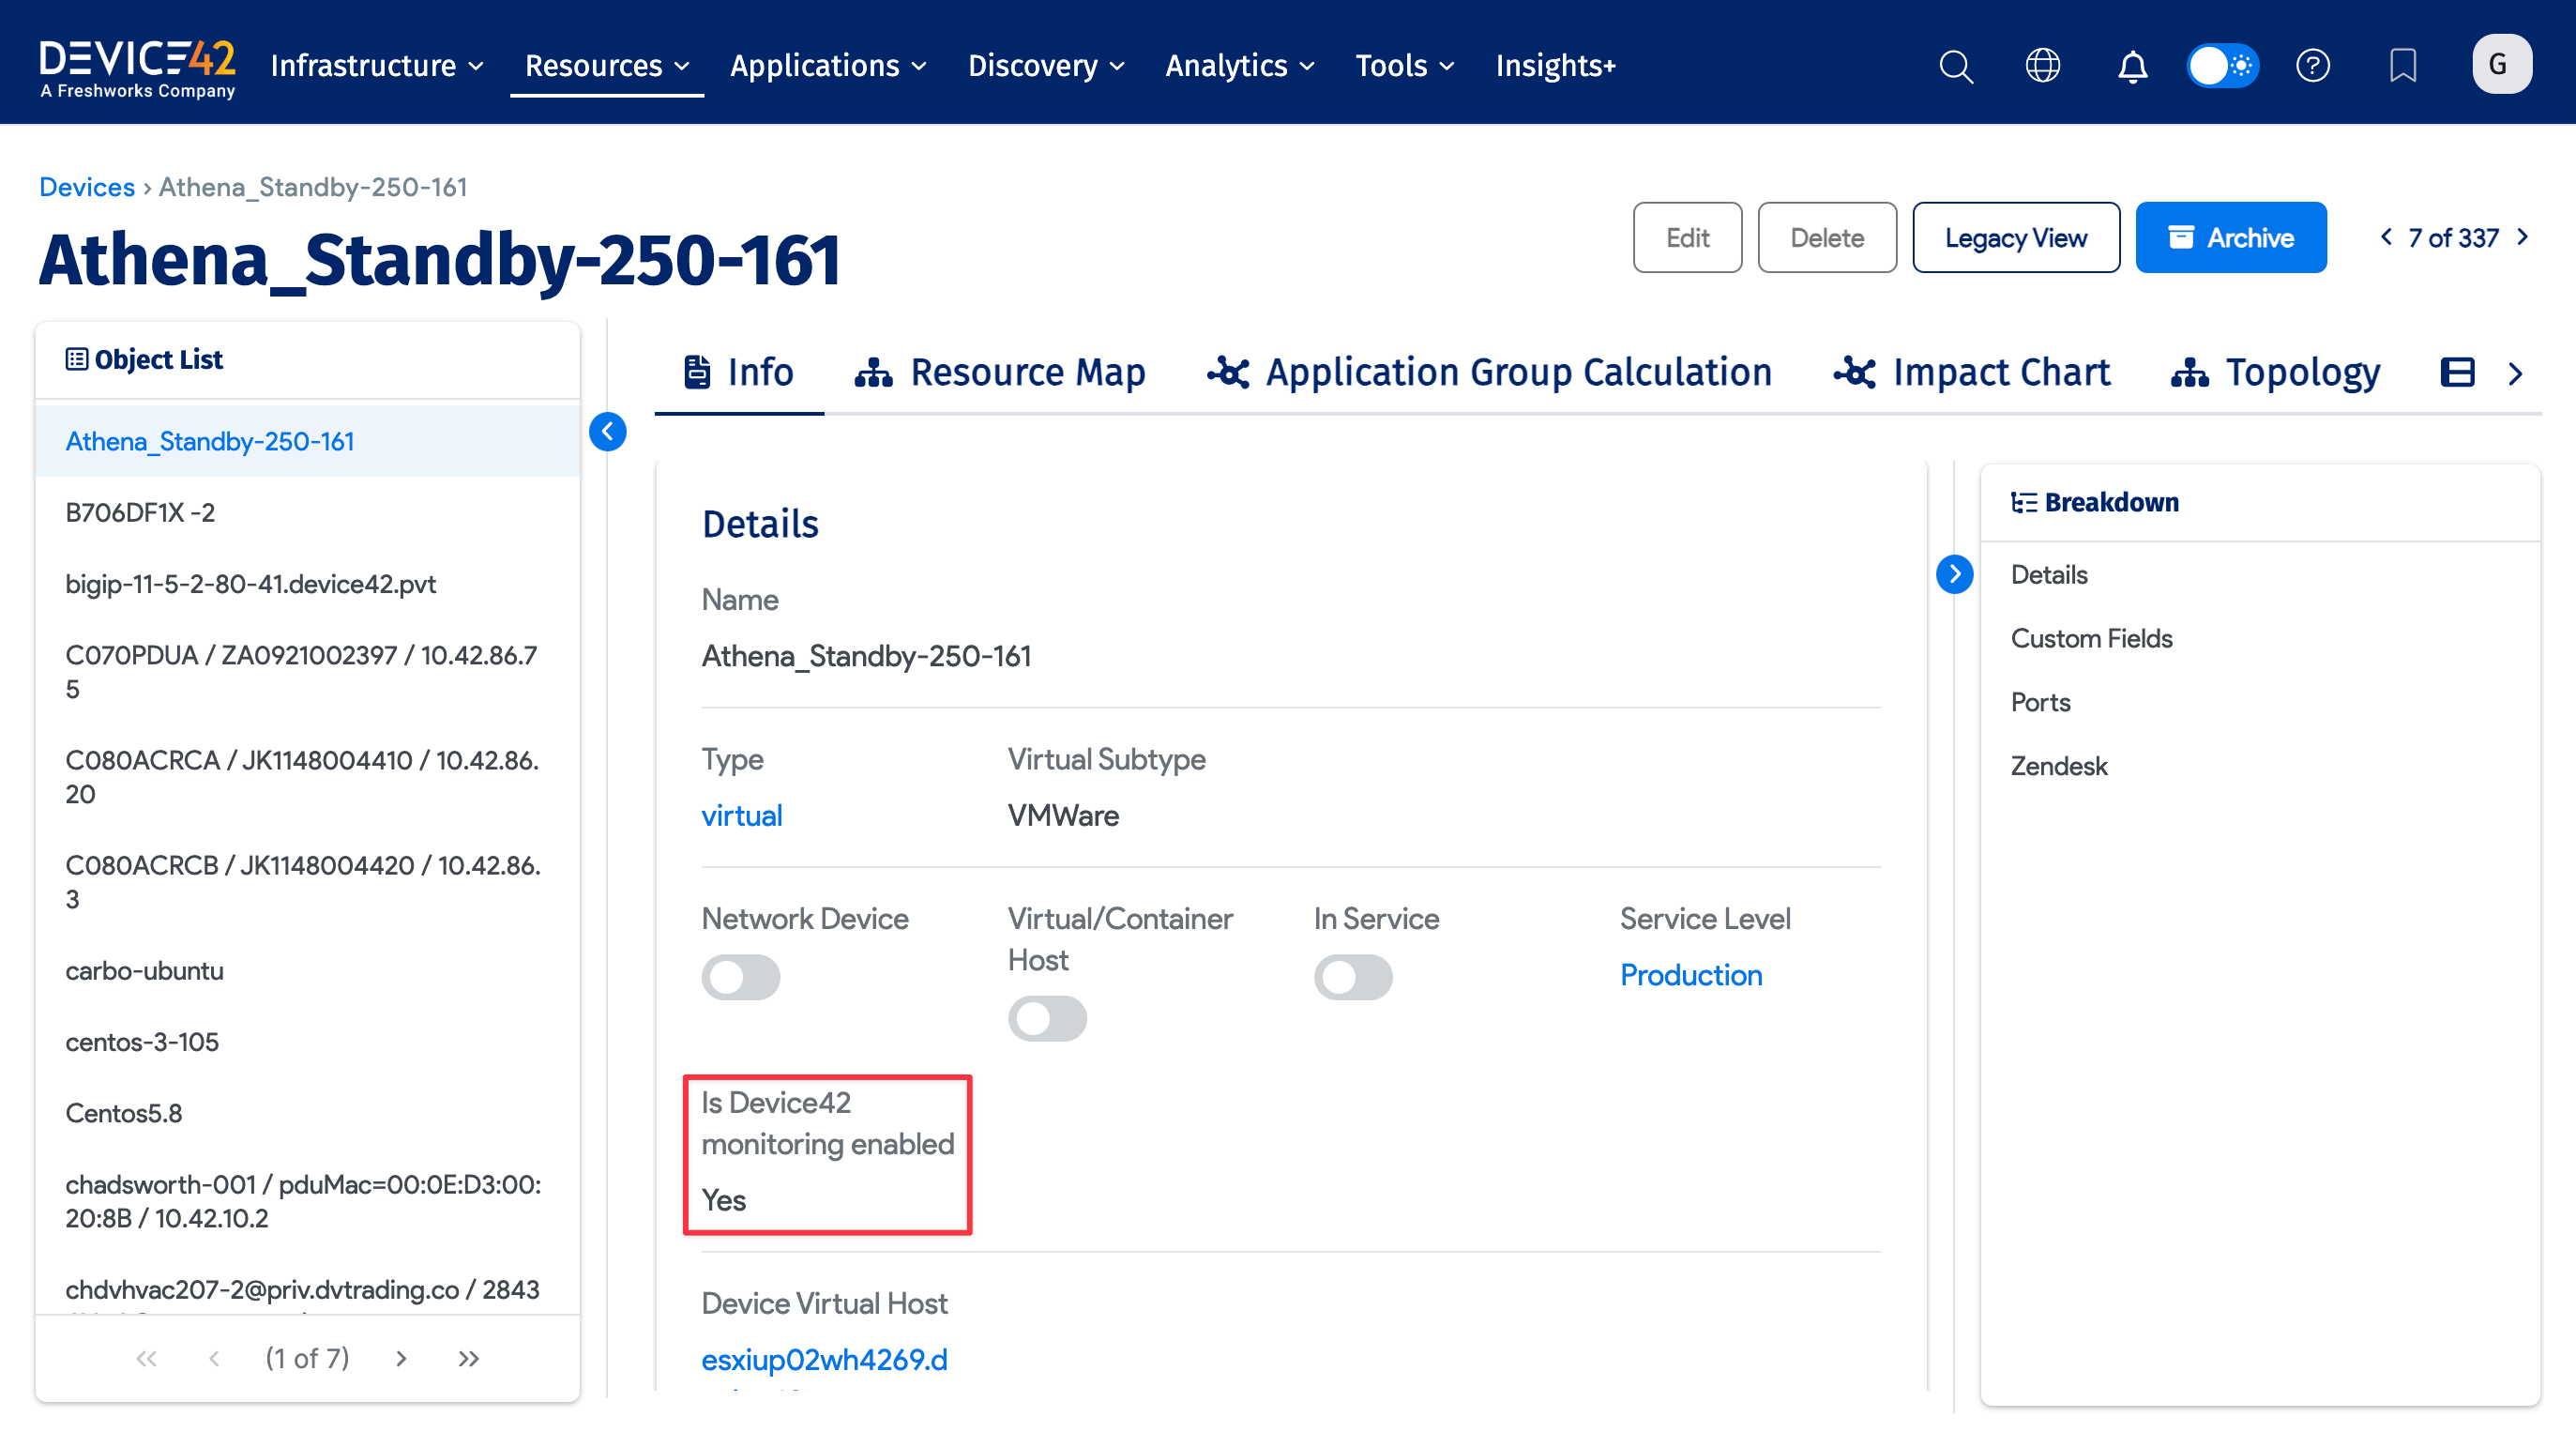 DEVICE42
A Freshworks Company
Infrastructure
Resources
Applications
Discovery
Analytics
Tools
Insights+
G
Devices › Athena_Standby-250-161
Athena_Standby-250-161
Edit
Delete
Legacy View
Archive
7 of 337
Object List
Athena_Standby-250-161
B706DF1X -2
bigip-11-5-2-80-41.device42.pvt
C070PDUA / ZA0921002397 / 10.42.86.7
5
C080ACRCA / JK1148004410 / 10.42.86.
20
C080ACRCB / JK1148004420 / 10.42.86.
3
carbo-ubuntu
centos-3-105
Centos5.8
chadsworth-001 / pduMac=00:0E:D3:00:
20:8B / 10.42.10.2
chdvhvac207-2@priv.dvtrading.co / 2843
(1 of 7)
Info
Resource Map
Application Group Calculation
Impact Chart
Topology
Details
Name
Athena_Standby-250-161
Type
Virtual Subtype
virtual
VMWare
Network Device
Virtual/Container
Host
In Service
Service Level
Production
Is Device42
monitoring enabled
Yes
Device Virtual Host
esxiup02wh4269.d
Breakdown
Details
Custom Fields
Ports
Zendesk